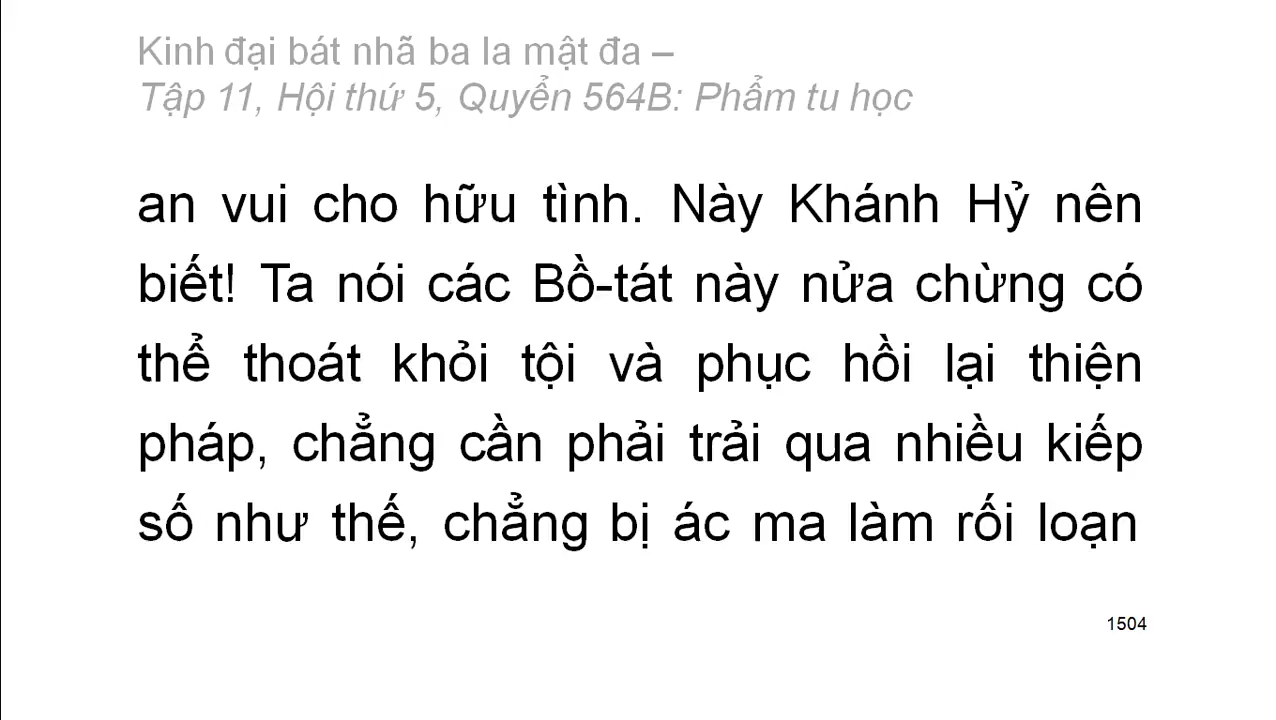 Kinh đại bát nhã ba la mật đa –
Tập 11, Hội thứ 5, Quyển 564B: Phẩm tu học
an vui cho hữu tình. Này Khánh Hỷ nên
biết! Ta nói các Bồ-tát này nửa chừng có
thể thoát khỏi tội và phục hồi lại thiện
pháp, chẳng cần phải trải qua nhiều kiếp
số như thế, chẳng bị ác ma làm rối loạn
1504